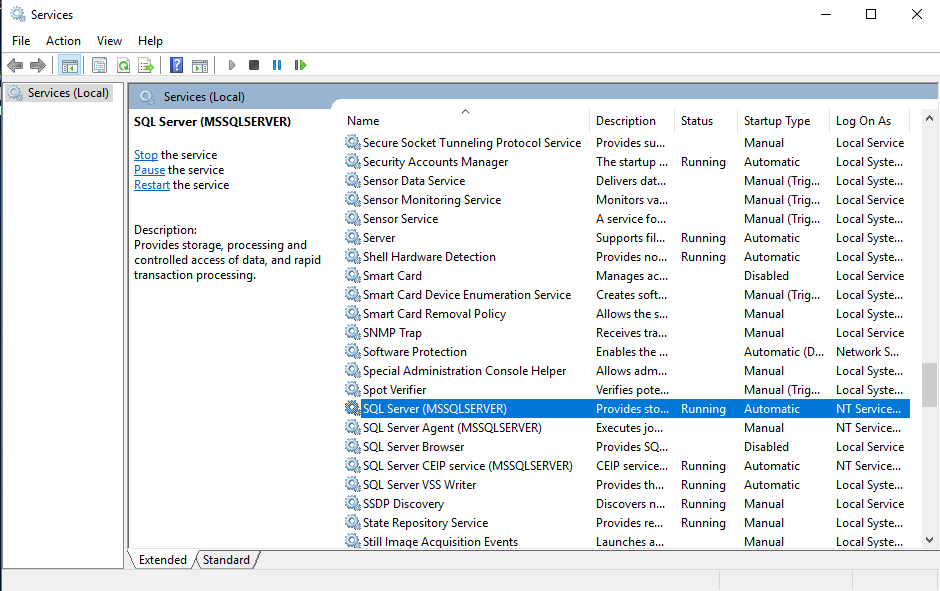 Services
File Action View Help
Services (Local)
Services (Local)
SQL Server (MSSQLSERVER)
Stop the service
Pause the service
Restart the service
Description:
Provides storage, processing and
controlled access of data, and rapid
transaction processing.
Name Description Status Startup Type Log On As
Secure Socket Tunneling Protocol Service Provides su... Manual Local Service
Security Accounts Manager The startup ... Running Automatic Local Syste...
Sensor Data Service Delivers dat... Manual (Trig... Local Syste...
Sensor Monitoring Service Monitors va... Manual (Trig... Local Service
Sensor Service A service fo... Manual (Trig... Local Syste...
Server Supports fil... Running Automatic Local Syste...
Shell Hardware Detection Provides no... Running Automatic Local Syste...
Smart Card Manages ac... Disabled Local Service
Smart Card Device Enumeration Service Creates soft... Manual (Trig... Local Syste...
Smart Card Removal Policy Allows the s... Manual Local Syste...
SNMP Trap Receives tra... Manual Local Service
Software Protection Enables the ... Automatic (D... Network S...
Special Administration Console Helper Allows adm... Manual Local Syste...
Spot Verifier Verifies pote... Manual (Trig... Local Syste...
SQL Server (MSSQLSERVER) Provides sto... Running Automatic NT Service...
SQL Server Agent (MSSQLSERVER) Executes jo... Manual NT Service...
SQL Server Browser Provides SQ... Disabled Local Service
SQL Server CEIP service (MSSQLSERVER) CEIP service... Running Automatic NT Service...
SQL Server VSS Writer Provides th... Running Automatic Local Syste...
SSDP Discovery Discovers n... Running Manual Local Service
State Repository Service Provides re... Running Manual Local Syste...
Still Image Acquisition Events Launches a... Manual Local Syste...
Extended Standard